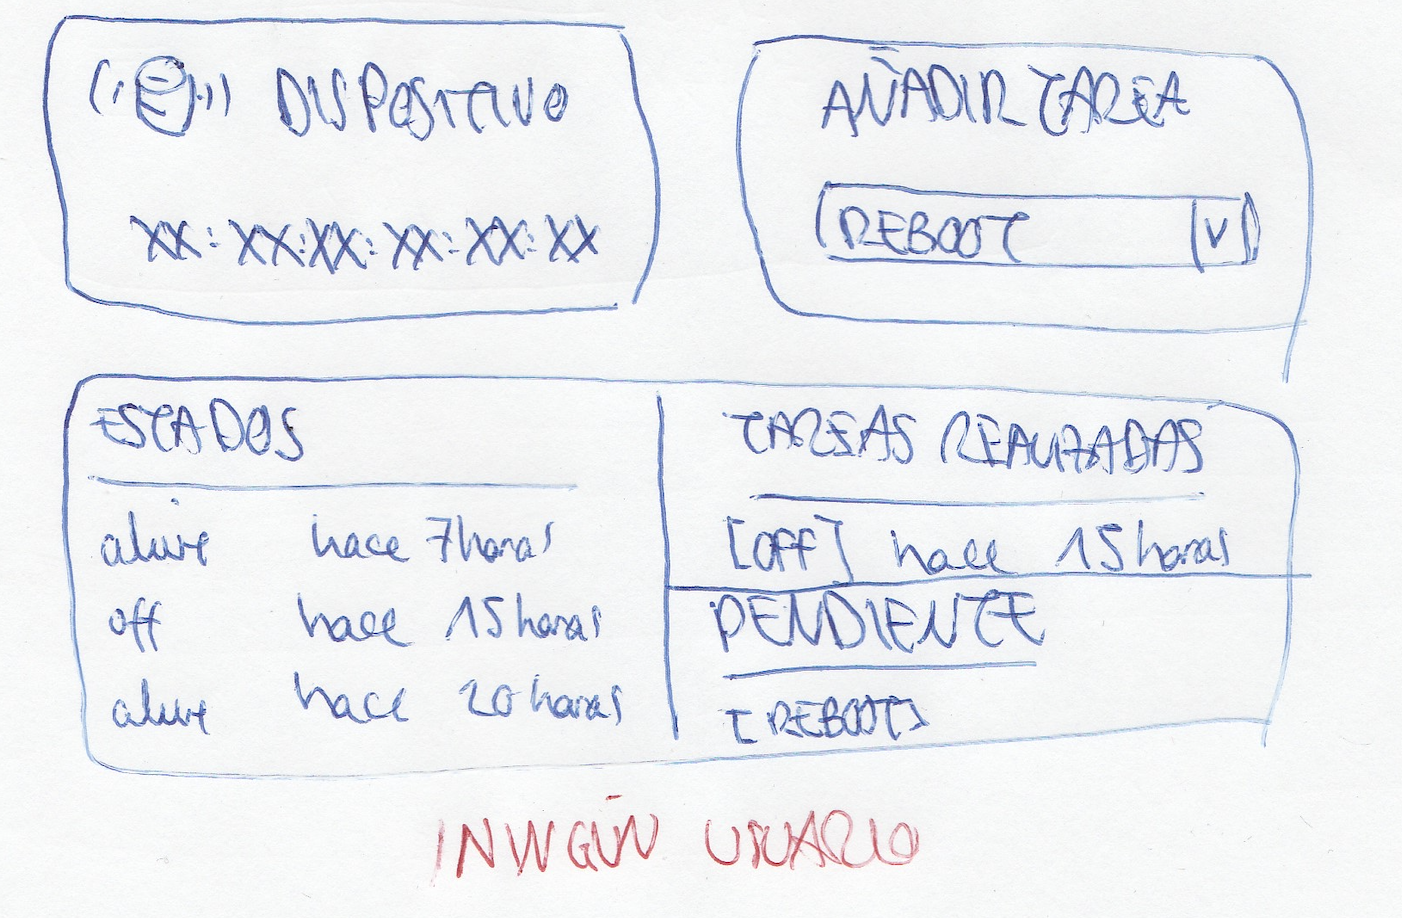 DISPOSITIVO
XX:XX:XX:XX:XX:XX
AÑADIR TAREA
REBOOT V
ESTADOS
alive hace 7 horas
off hace 15 horas
alive hace 20 horas
TAREAS REALIZADAS
[OFF] hace 15 horas
PENDIENTE
[REBOOT]
NINGÚN USUARIO